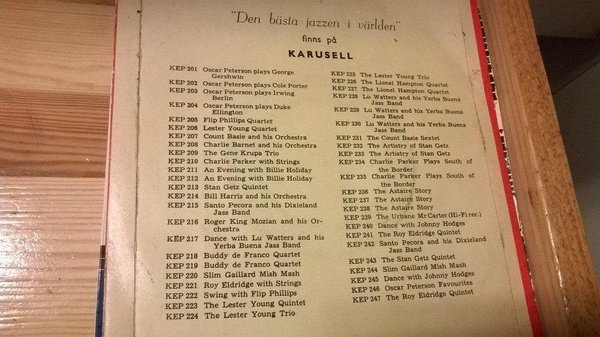 "Den bästa jazzen i världen"
finns på
KARUSELL
KEP 201 Oscar Peterson plays George
Gershwin
KEP 202 Oscar Peterson plays Cole Porter
KEP 203 Oscar Peterson plays Irving
Berlin
KEP 204 Oscar Peterson plays Duke
Ellington
KEP 205 Flip Phillips Quartet
KEP 206 Lester Young Quartet
KEP 207 Count Basie and his Orchestra
KEP 208 Charlie Barnet and his Orchestra
KEP 209 The Gene Krupa Trio
KEP 210 Charlie Parker with Strings
KEP 211 An Evening with Billie Holiday
KEP 212 An Evening with Billie Holiday
KEP 213 Stan Getz Quintet
KEP 214 Bill Harris and his Orchestra
KEP 215 Santo Pecora and his Dixieland
Jazz Band
KEP 216 Roger King Mozian and his Or-
chestra
KEP 217 Dance with Lu Watters and his
Yerba Buena Jass Band
KEP 218 Buddy de Franco Quartet
KEP 219 Buddy de Franco Quartet
KEP 220 Slim Gaillard Mish Mash
KEP 221 Roy Eldridge with Strings
KEP 222 Swing with Flip Phillips
KEP 223 The Lester Young Quintet
KEP 224 The Lester Young Trio
KEP 225 The Lester Young Trio
KEP 226 The Lionel Hampton Quartet
KEP 227 The Lionel Hampton Quartet
KEP 228 Lu Watters and his Yerba Buena
Jass Band
KEP 229 Lu Watters and his Yerba Buena
Jass Band
KEP 230 Lu Watters and his Yerba Buena
Jass Band
KEP 231 The Count Basie Sextet
KEP 232 The Artistry of Stan Getz
KEP 233 The Artistry of Stan Getz
KEP 234 Charlie Parker Plays South of
the Border
KEP 235 Charlie Parker Plays South of
the Border
KEP 236 The Astaire Story
KEP 237 The Astaire Story
KEP 238 The Astaire Story
KEP 239 The Urbane Mr Carter (Hi-Fi rec.)
KEP 240 Dance with Johnny Hodges
KEP 241 The Roy Eldridge Quintet
KEP 242 Santo Pecora and his Dixieland
Jass Band
KEP 243 The Stan Getz Quintet
KEP 244 Slim Gaillard Mish Mash
KEP 245 Dance with Johnny Hodges
KEP 246 Oscar Peterson Favourites
KEP 247 The Roy Eldridge Quintet